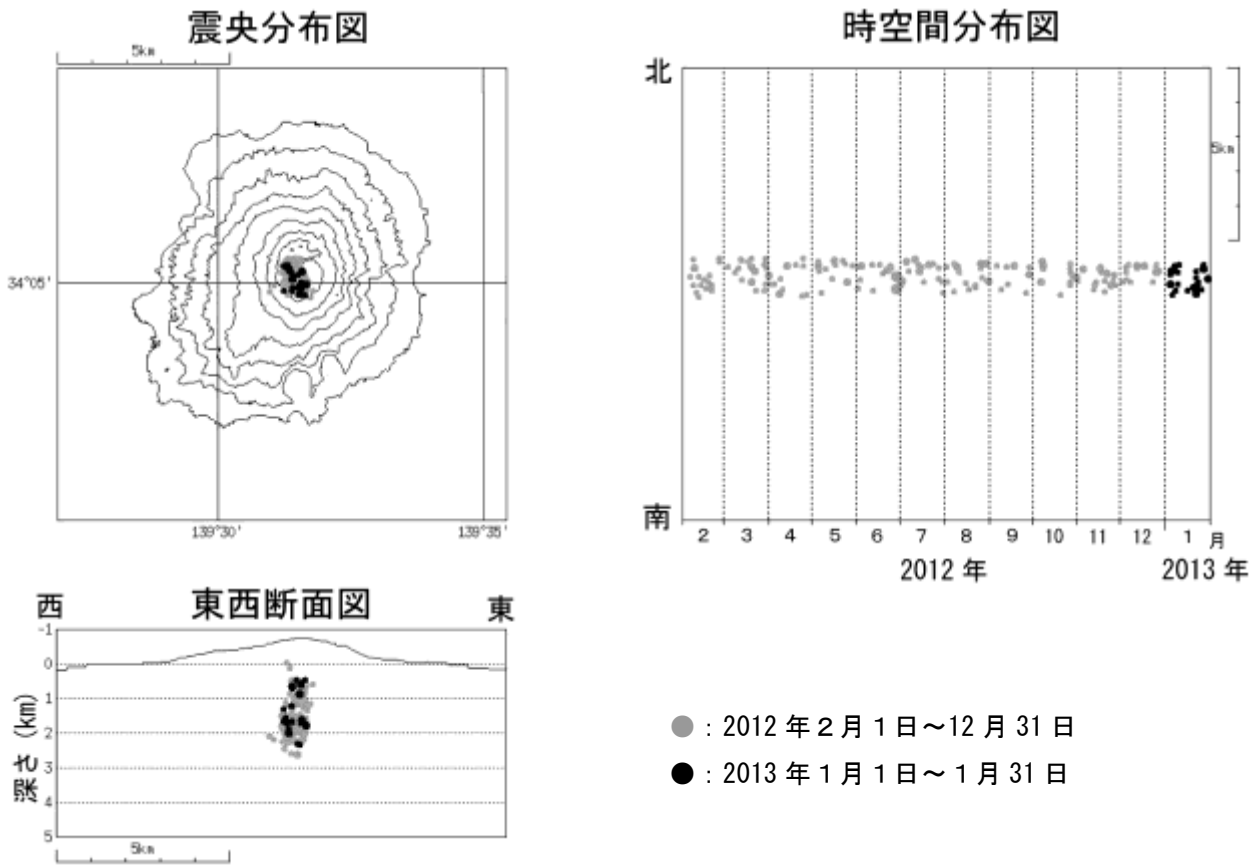 震央分布図
5km
34°05'
139°30'
139°35'
時空間分布図
北
南
5km
2 3 4 5 6 7 8 9 10 11 12 1 月
2012 年 2013 年
東西断面図
西 東
深さ (km)
-1
0
1
2
3
4
5
5km
● : 2012 年２月１日～12 月 31 日
● : 2013 年１月１日～１月 31 日